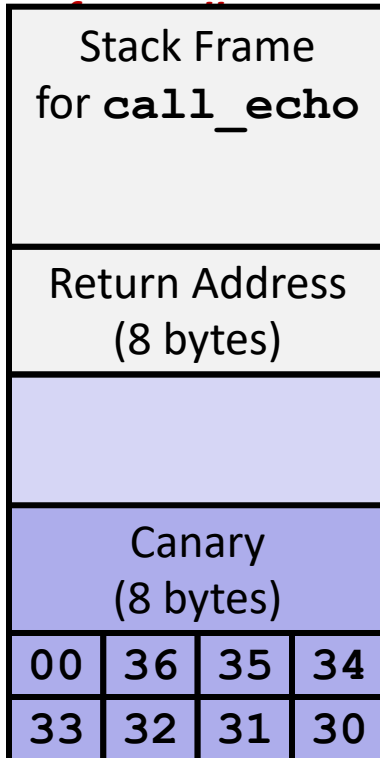 Stack Frame
for call_echo
Return Address
(8 bytes)
Canary
(8 bytes)
00 36 35 34
33 32 31 30